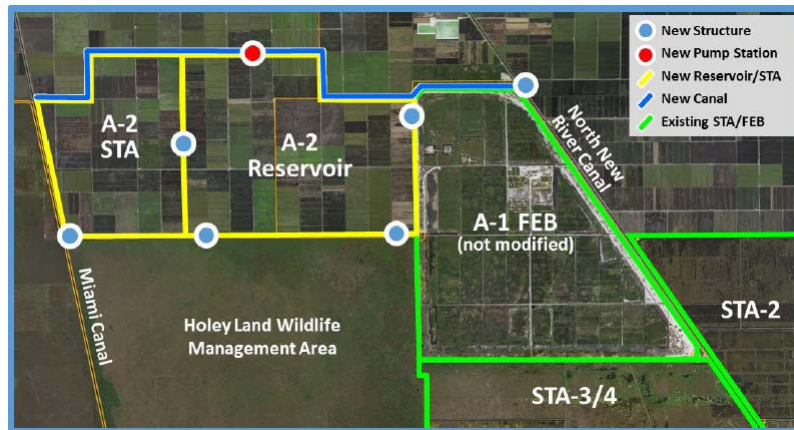 New Structure
New Pump Station
New Reservoir/STA
New Canal
Existing STA/FEB
A-2
STA
A-2
Reservoir
North New
River Canal
A-1 FEB
(not modified)
Miami Canal
Holey Land Wildlife
Management Area
STA-2
STA-3/4